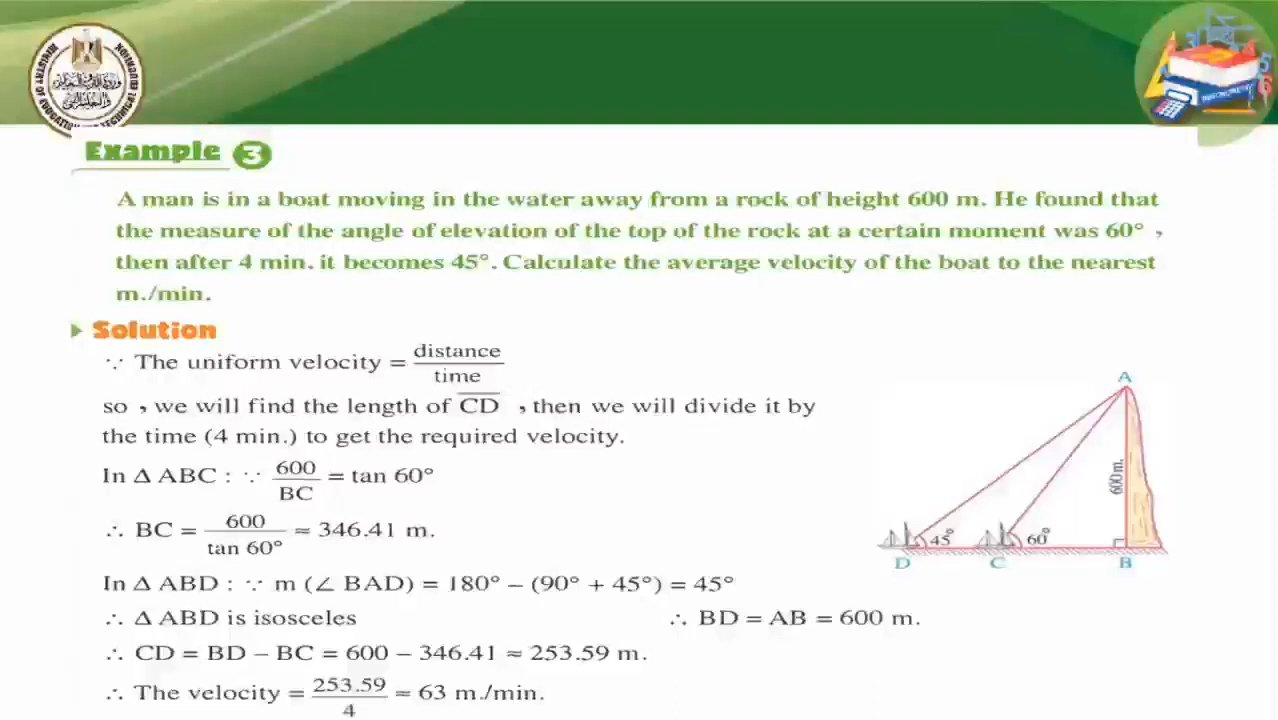 Example 3
A man is in a boat moving in the water away from a rock of height 600 m. He found that
the measure of the angle of elevation of the top of the rock at a certain moment was 60° ,
then after 4 min. it becomes 45°. Calculate the average velocity of the boat to the nearest
m./min.
Solution
∵ The uniform velocity = distance / time
so , we will find the length of C̅D̅ , then we will divide it by
the time (4 min.) to get the required velocity.
In Δ ABC : ∵ 600 / BC = tan 60°
∴ BC = 600 / tan 60° ≈ 346.41 m.
In Δ ABD : ∵ m (∠ BAD) = 180° – (90° + 45°) = 45°
∴ Δ ABD is isosceles ∴ BD = AB = 600 m.
∴ CD = BD – BC = 600 – 346.41 ≈ 253.59 m.
∴ The velocity = 253.59 / 4 ≈ 63 m./min.
A
600 m.
45° 60°
D C B